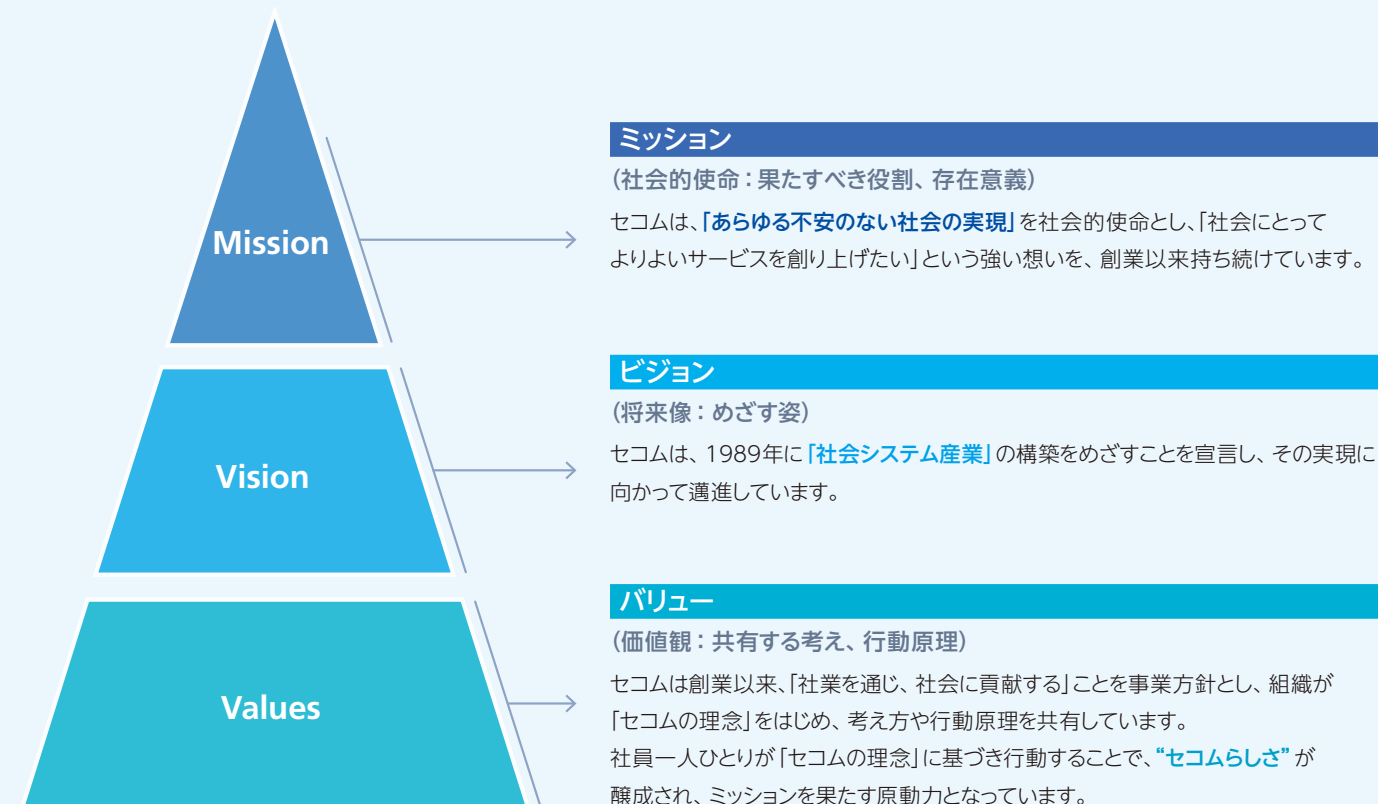 Mission
ミッション
(社会的使命：果たすべき役割、存在意義)
セコムは、「あらゆる不安のない社会の実現」を社会的使命とし、「社会にとって
よりよいサービスを創り上げたい」という強い想いを、創業以来持ち続けています。
Vision
ビジョン
(将来像：めざす姿)
セコムは、1989年に「社会システム産業」の構築をめざすことを宣言し、その実現に
向かって邁進しています。
Values
バリュー
(価値観：共有する考え、行動原理)
セコムは創業以来、「社業を通じ、社会に貢献する」ことを事業方針とし、組織が
「セコムの理念」をはじめ、考え方や行動原理を共有しています。
社員一人ひとりが「セコムの理念」に基づき行動することで、“セコムらしさ”が
醸成され、ミッションを果たす原動力となっています。